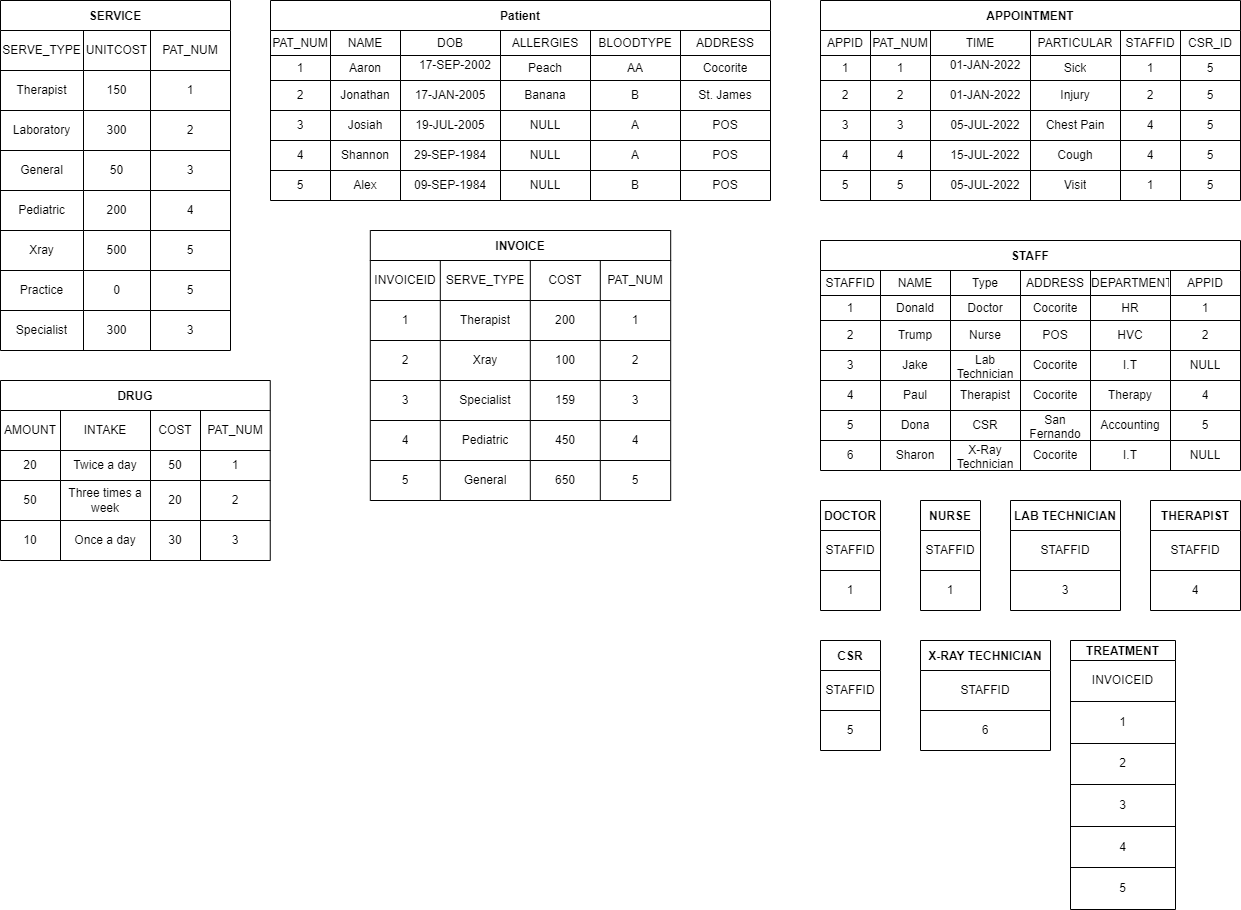 SERVICE
SERVE_TYPE UNITCOST PAT_NUM
Therapist 150 1
Laboratory 300 2
General 50 3
Pediatric 200 4
Xray 500 5
Practice 0 5
Specialist 300 3
Patient
PAT_NUM NAME DOB ALLERGIES BLOODTYPE ADDRESS
1 Aaron 17-SEP-2002 Peach AA Cocorite
2 Jonathan 17-JAN-2005 Banana B St. James
3 Josiah 19-JUL-2005 NULL A POS
4 Shannon 29-SEP-1984 NULL A POS
5 Alex 09-SEP-1984 NULL B POS
APPOINTMENT
APPID PAT_NUM TIME PARTICULAR STAFFID CSR_ID
1 1 01-JAN-2022 Sick 1 5
2 2 01-JAN-2022 Injury 2 5
3 3 05-JUL-2022 Chest Pain 4 5
4 4 15-JUL-2022 Cough 4 5
5 5 05-JUL-2022 Visit 1 5
INVOICE
INVOICEID SERVE_TYPE COST PAT_NUM
1 Therapist 200 1
2 Xray 100 2
3 Specialist 159 3
4 Pediatric 450 4
5 General 650 5
STAFF
STAFFID NAME Type ADDRESS DEPARTMENT APPID
1 Donald Doctor Cocorite HR 1
2 Trump Nurse POS HVC 2
3 Jake Lab Technician Cocorite I.T NULL
4 Paul Therapist Cocorite Therapy 4
5 Dona CSR San Fernando Accounting 5
6 Sharon X-Ray Technician Cocorite I.T NULL
DRUG
AMOUNT INTAKE COST PAT_NUM
20 Twice a day 50 1
50 Three times a week 20 2
10 Once a day 30 3
DOCTOR
STAFFID
1
NURSE
STAFFID
1
LAB TECHNICIAN
STAFFID
3
THERAPIST
STAFFID
4
CSR
STAFFID
5
X-RAY TECHNICIAN
STAFFID
6
TREATMENT
INVOICEID
1
2
3
4
5